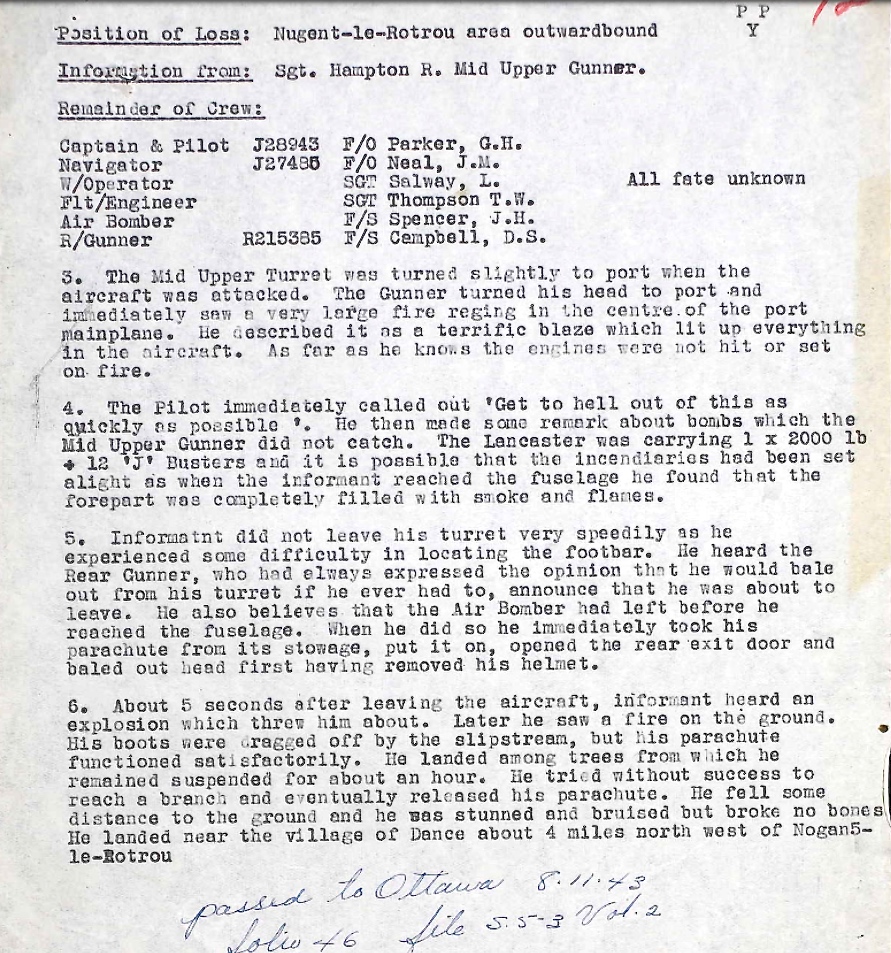 P P
Y
Position of Loss: Nugent-le-Rotrou area outwardbound
Information from: Sgt. Hampton R. Mid Upper Gunner.
Remainder of Crew:
Captain & Pilot J28943 F/O Parker, G.H.
Navigator J27485 F/O Neal, J.M.
W/Operator SGT Salway, L. All fate unknown
Flt/Engineer SGT Thompson T.W.
Air Bomber F/S Spencer, J.H.
R/Gunner R215385 F/S Campbell, D.S.
3. The Mid Upper Turret was turned slightly to port when the
aircraft was attacked. The Gunner turned his head to port and
immediately saw a very large fire reging in the centre of the port
mainplane. He described it as a terrific blaze which lit up everything
in the aircraft. As far as he knows the engines were not hit or set
on fire.
4. The Pilot immediately called out 'Get to hell out of this as
quickly as possible '. He then made some remark about bombs which the
Mid Upper Gunner did not catch. The Lancaster was carrying 1 x 2000 lb
+ 12 'J' Busters and it is possible that the incendiaries had been set
alight as when the informant reached the fuselage he found that the
forepart was completely filled with smoke and flames.
5. Informatnt did not leave his turret very speedily as he
experienced some difficulty in locating the footbar. He heard the
Rear Gunner, who had always expressed the opinion that he would bale
out from his turret if he ever had to, announce that he was about to
leave. He also believes that the Air Bomber had left before he
reached the fuselage. When he did so he immediately took his
parachute from its stowage, put it on, opened the rear exit door and
baled out head first having removed his helmet.
6. About 5 seconds after leaving the aircraft, informant heard an
explosion which threw him about. Later he saw a fire on the ground.
His boots were dragged off by the slipstream, but his parachute
functioned satisfactorily. He landed among trees from which he
remained suspended for about an hour. He tried without success to
reach a branch and eventually released his parachute. He fell some
distance to the ground and he was stunned and bruised but broke no bones
He landed near the village of Dance about 4 miles north west of Nogan5-
le-Rotrou
passed to Ottawa 8.11.43
folio 46 file S.5-3 Vol.2